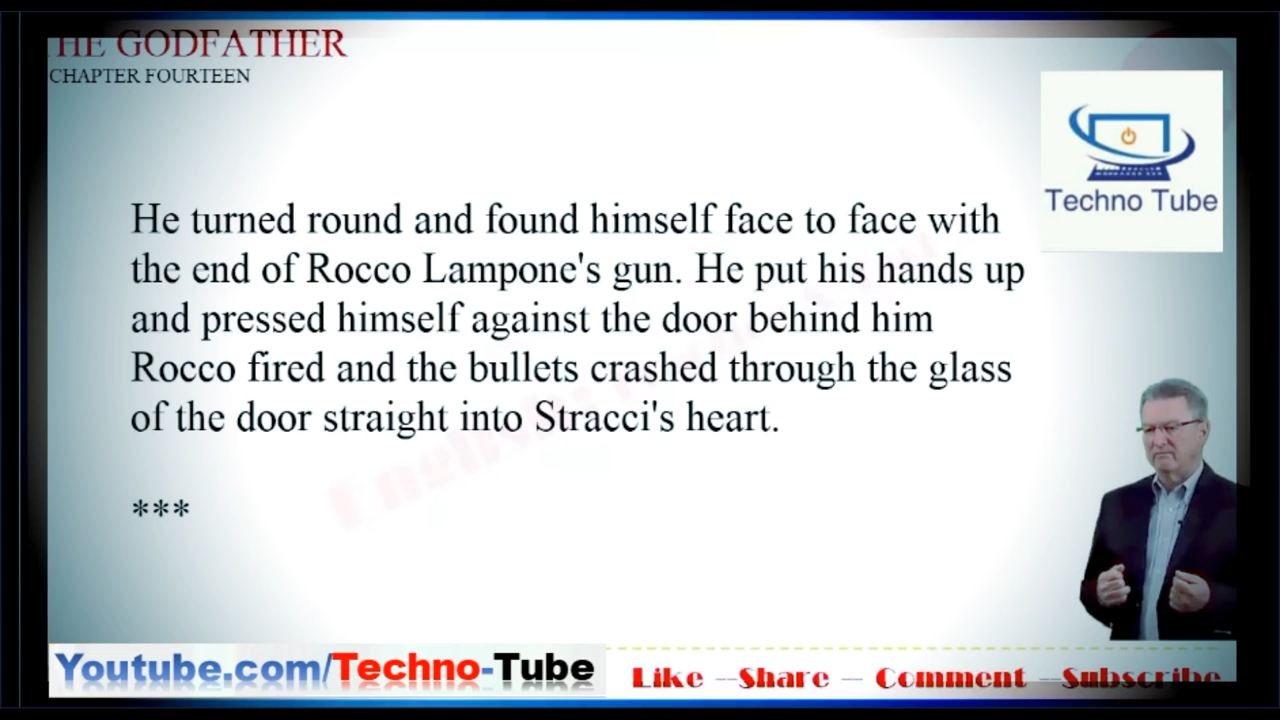 THE GODFATHER
CHAPTER FOURTEEN
Techno Tube
He turned round and found himself face to face with
the end of Rocco Lampone's gun. He put his hands up
and pressed himself against the door behind him
Rocco fired and the bullets crashed through the glass
of the door straight into Stracci's heart.
***
Youtube.com/Techno-Tube
Like --Share -- Comment --Subscribe